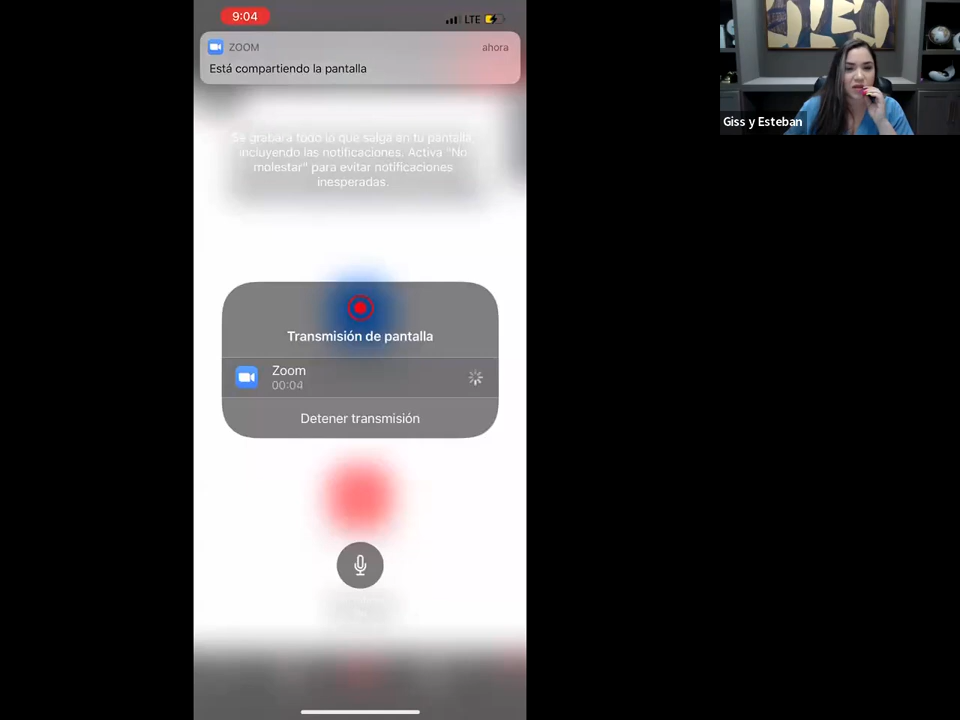 9:04
LTE
ZOOM
ahora
Está compartiendo la pantalla
Se grabará todo lo que salga en tu pantalla,
incluyendo las notificaciones. Activa "No
molestar" para evitar notificaciones
inesperadas.
Transmisión de pantalla
Zoom
00:04
Detener transmisión
Giss y Esteban